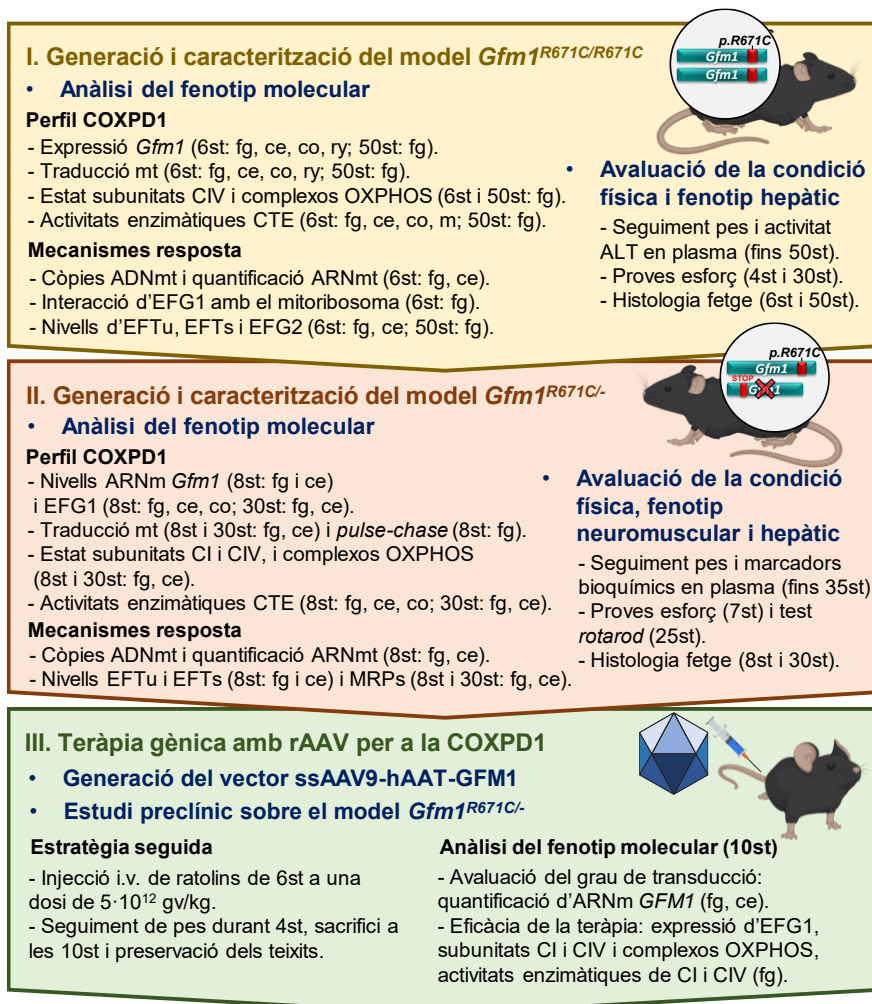 I. Generació i caracterització del model Gfm1R671C/R671C
p.R671C
Gfm1
Gfm1
• Anàlisi del fenotip molecular
Perfil COXPD1
- Expressió Gfm1 (6st: fg, ce, co, ry; 50st: fg).
- Traducció mt (6st: fg, ce, co, ry; 50st: fg).
- Estat subunitats CIV i complexos OXPHOS (6st i 50st: fg).
- Activitats enzimàtiques CTE (6st: fg, ce, co, m; 50st: fg).
Mecanismes resposta
- Còpies ADNmt i quantificació ARNmt (6st: fg, ce).
- Interacció d'EFG1 amb el mitoribosoma (6st: fg).
- Nivells d'EFTu, EFTs i EFG2 (6st: fg, ce; 50st: fg).
• Avaluació de la condició
física i fenotip hepàtic
- Seguiment pes i activitat
ALT en plasma (fins 50st).
- Proves esforç (4st i 30st).
- Histologia fetge (6st i 50st).
II. Generació i caracterització del model Gfm1R671C/-
p.R671C
Gfm1
STOP
Gfm1
• Anàlisi del fenotip molecular
Perfil COXPD1
- Nivells ARNm Gfm1 (8st: fg i ce)
i EFG1 (8st: fg, ce, co; 30st: fg, ce).
- Traducció mt (8st i 30st: fg, ce) i pulse-chase (8st: fg).
- Estat subunitats CI i CIV, i complexos OXPHOS
(8st i 30st: fg, ce).
- Activitats enzimàtiques CTE (8st: fg, ce, co; 30st: fg, ce).
Mecanismes resposta
- Còpies ADNmt i quantificació ARNmt (8st: fg, ce).
- Nivells EFTu i EFTs (8st: fg i ce) i MRPs (8st i 30st: fg, ce).
• Avaluació de la condició
física, fenotip
neuromuscular i hepàtic
- Seguiment pes i marcadors
bioquímics en plasma (fins 35st)
- Proves esforç (7st) i test
rotarod (25st).
- Histologia fetge (8st i 30st).
III. Teràpia gènica amb rAAV per a la COXPD1
• Generació del vector ssAAV9-hAAT-GFM1
• Estudi preclínic sobre el model Gfm1R671C/-
Estratègia seguida
- Injecció i.v. de ratolins de 6st a una
dosi de 5·10¹² gv/kg.
- Seguiment de pes durant 4st, sacrifici a
les 10st i preservació dels teixits.
Anàlisi del fenotip molecular (10st)
- Avaluació del grau de transducció:
quantificació d'ARNm GFM1 (fg, ce).
- Eficàcia de la teràpia: expressió d'EFG1,
subunitats CI i CIV i complexos OXPHOS,
activitats enzimàtiques de CI i CIV (fg).